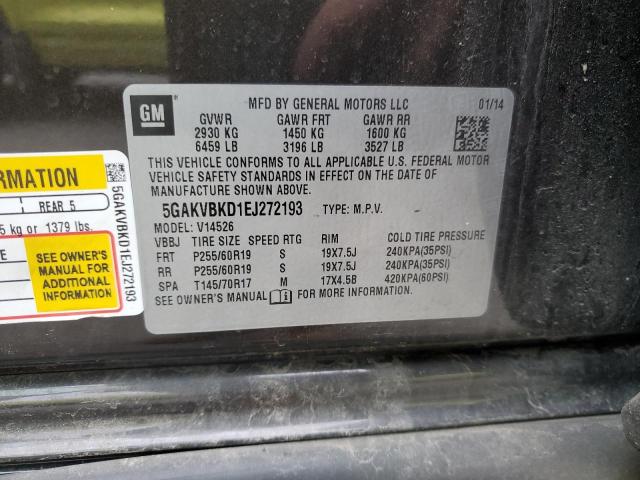 GM
MFD BY GENERAL MOTORS LLC
01/14
GVWR GAWR FRT GAWR RR
2930 KG 1450 KG 1600 KG
6459 LB 3196 LB 3527 LB
THIS VEHICLE CONFORMS TO ALL APPLICABLE U.S. FEDERAL MOTOR
VEHICLE SAFETY STANDARDS IN EFFECT ON THE DATE OF
MANUFACTURE SHOWN ABOVE.
5GAKVBKD1EJ272193 TYPE: M.P.V.
MODEL: V14526
VBBJ TIRE SIZE SPEED RTG RIM COLD TIRE PRESSURE
FRT P255/60R19 S 19X7.5J 240KPA(35PSI)
RR P255/60R19 S 19X7.5J 240KPA(35PSI)
SPA T145/70R17 M 17X4.5B 420KPA(60PSI)
SEE OWNER'S MANUAL i FOR MORE INFORMATION.
REAR 5
kg or 1379 lbs.
SEE OWNER'S
MANUAL FOR
ADDITIONAL
INFORMATION
5GAKVBKD1EJ272193